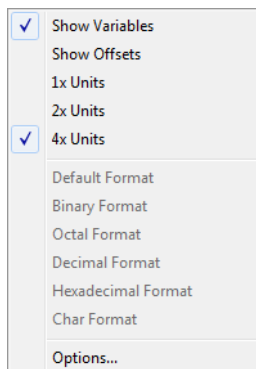 Show Variables
Show Offsets
1x Units
2x Units
4x Units
Default Format
Binary Format
Octal Format
Decimal Format
Hexadecimal Format
Char Format
Options...